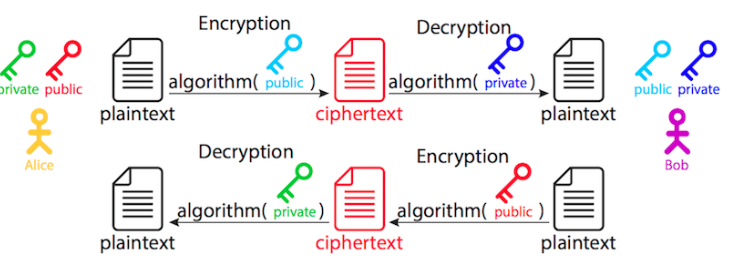 Encryption
Decryption
private public
algorithm( public )
algorithm( private )
public private
plaintext
ciphertext
plaintext
Alice
Bob
Decryption
Encryption
algorithm( private )
algorithm( public )
plaintext
ciphertext
plaintext